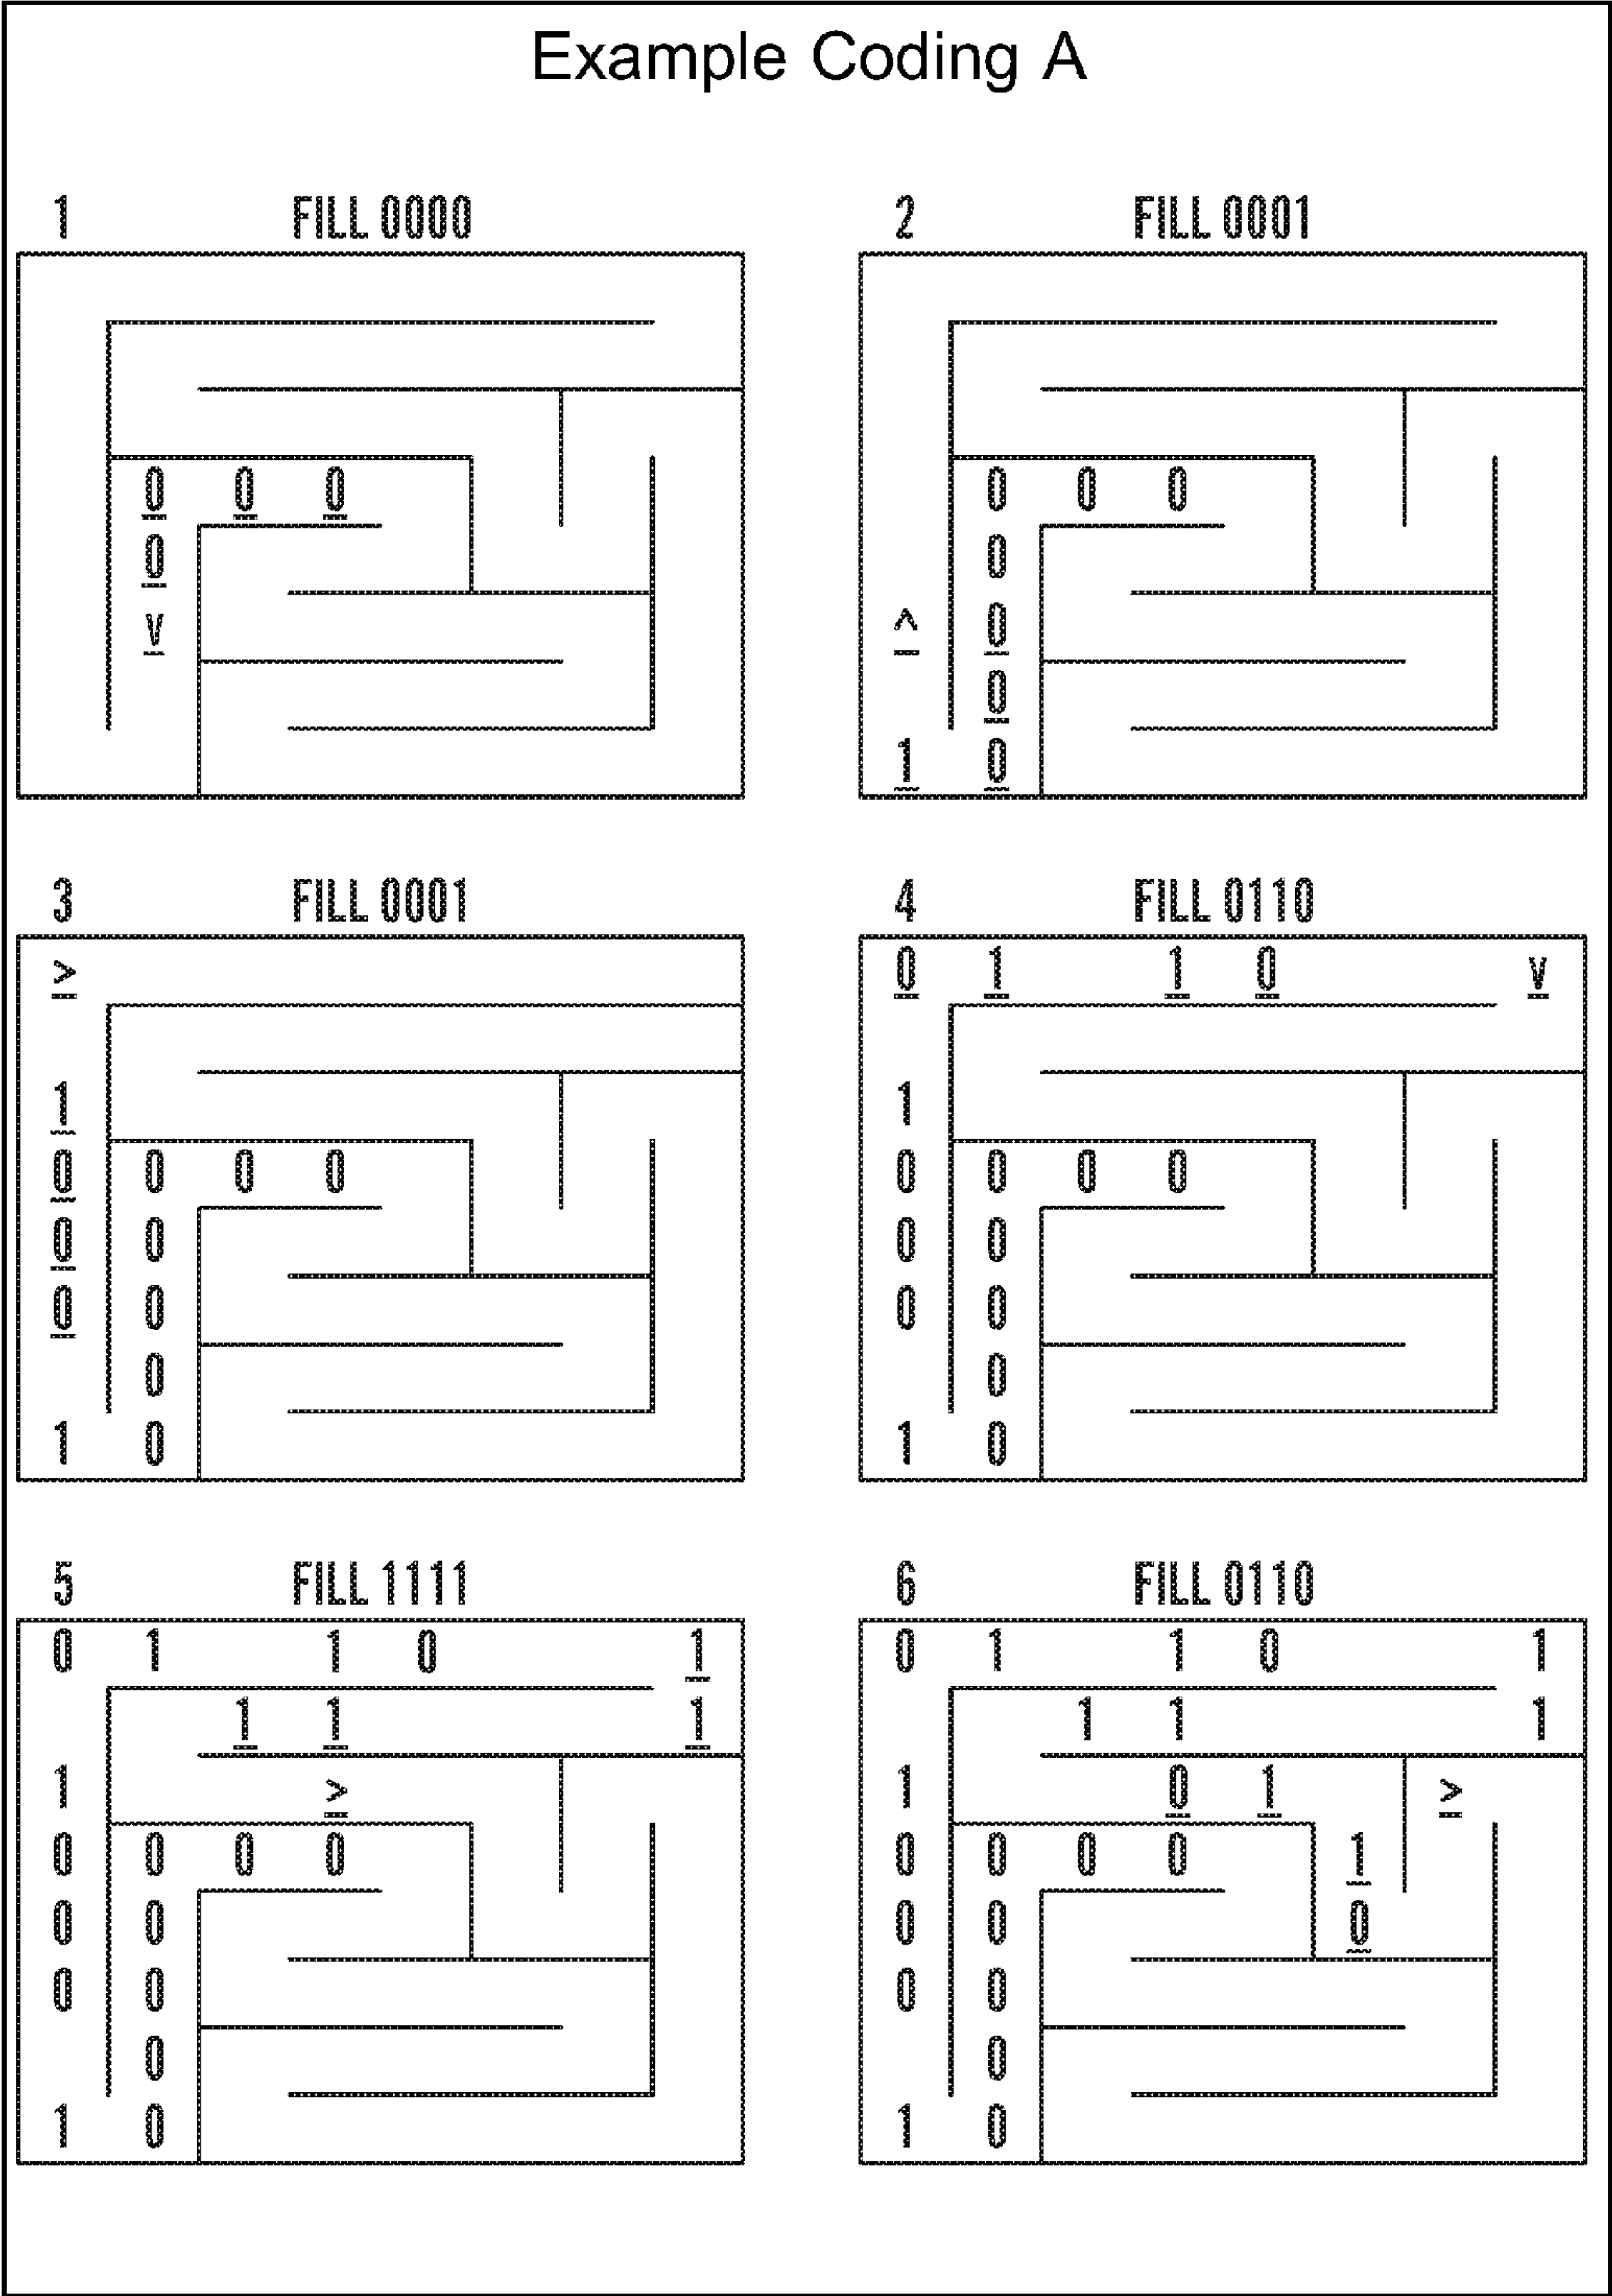 Example Coding A
1 FILL 0000
0 0 0
0
v
2 FILL 0001
0 0 0
0
^ 0
0
1 0
3 FILL 0001
>
1
0 0 0 0
0 0
0 0
0
1 0
4 FILL 0110
0 1 1 0 v
1
0 0 0 0
0 0
0 0
0
1 0
5 FILL 1111
0 1 1 0 1
1 1 1
1 >
0 0 0 0
0 0
0 0
0
1 0
6 FILL 0110
0 1 1 0 1
1 1 1
1 0 1 >
0 0 0 0 1
0 0 0
0 0
0
1 0